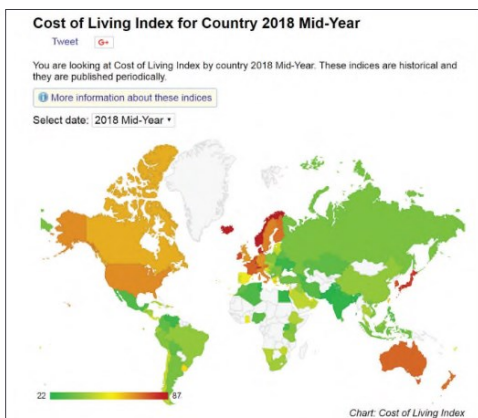 Cost of Living Index for Country 2018 Mid-Year
Tweet G+
You are looking at Cost of Living Index by country 2018 Mid-Year. These indices are historical and
they are published periodically.
More information about these indices
Select date: 2018 Mid-Year
22 87
Chart: Cost of Living Index